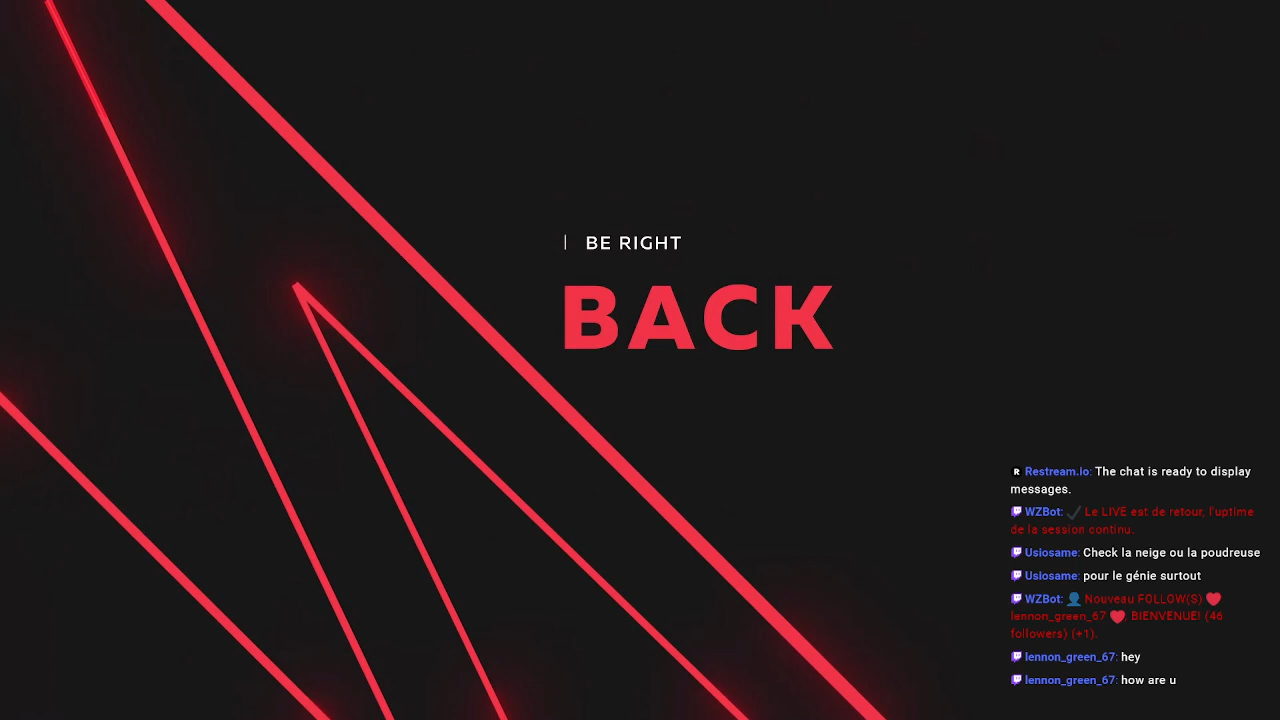 | BE RIGHT
BACK
Restream.io: The chat is ready to display
messages.
WZBot: ✔ Le LIVE est de retour, l'uptime
de la session continu.
Usiosame: Check la neige ou la poudreuse
Usiosame: pour le génie surtout
WZBot: 👤 Nouveau FOLLOW(S) ❤
lennon_green_67 ❤ BIENVENUE! (46
followers) (+1).
lennon_green_67: hey
lennon_green_67: how are u